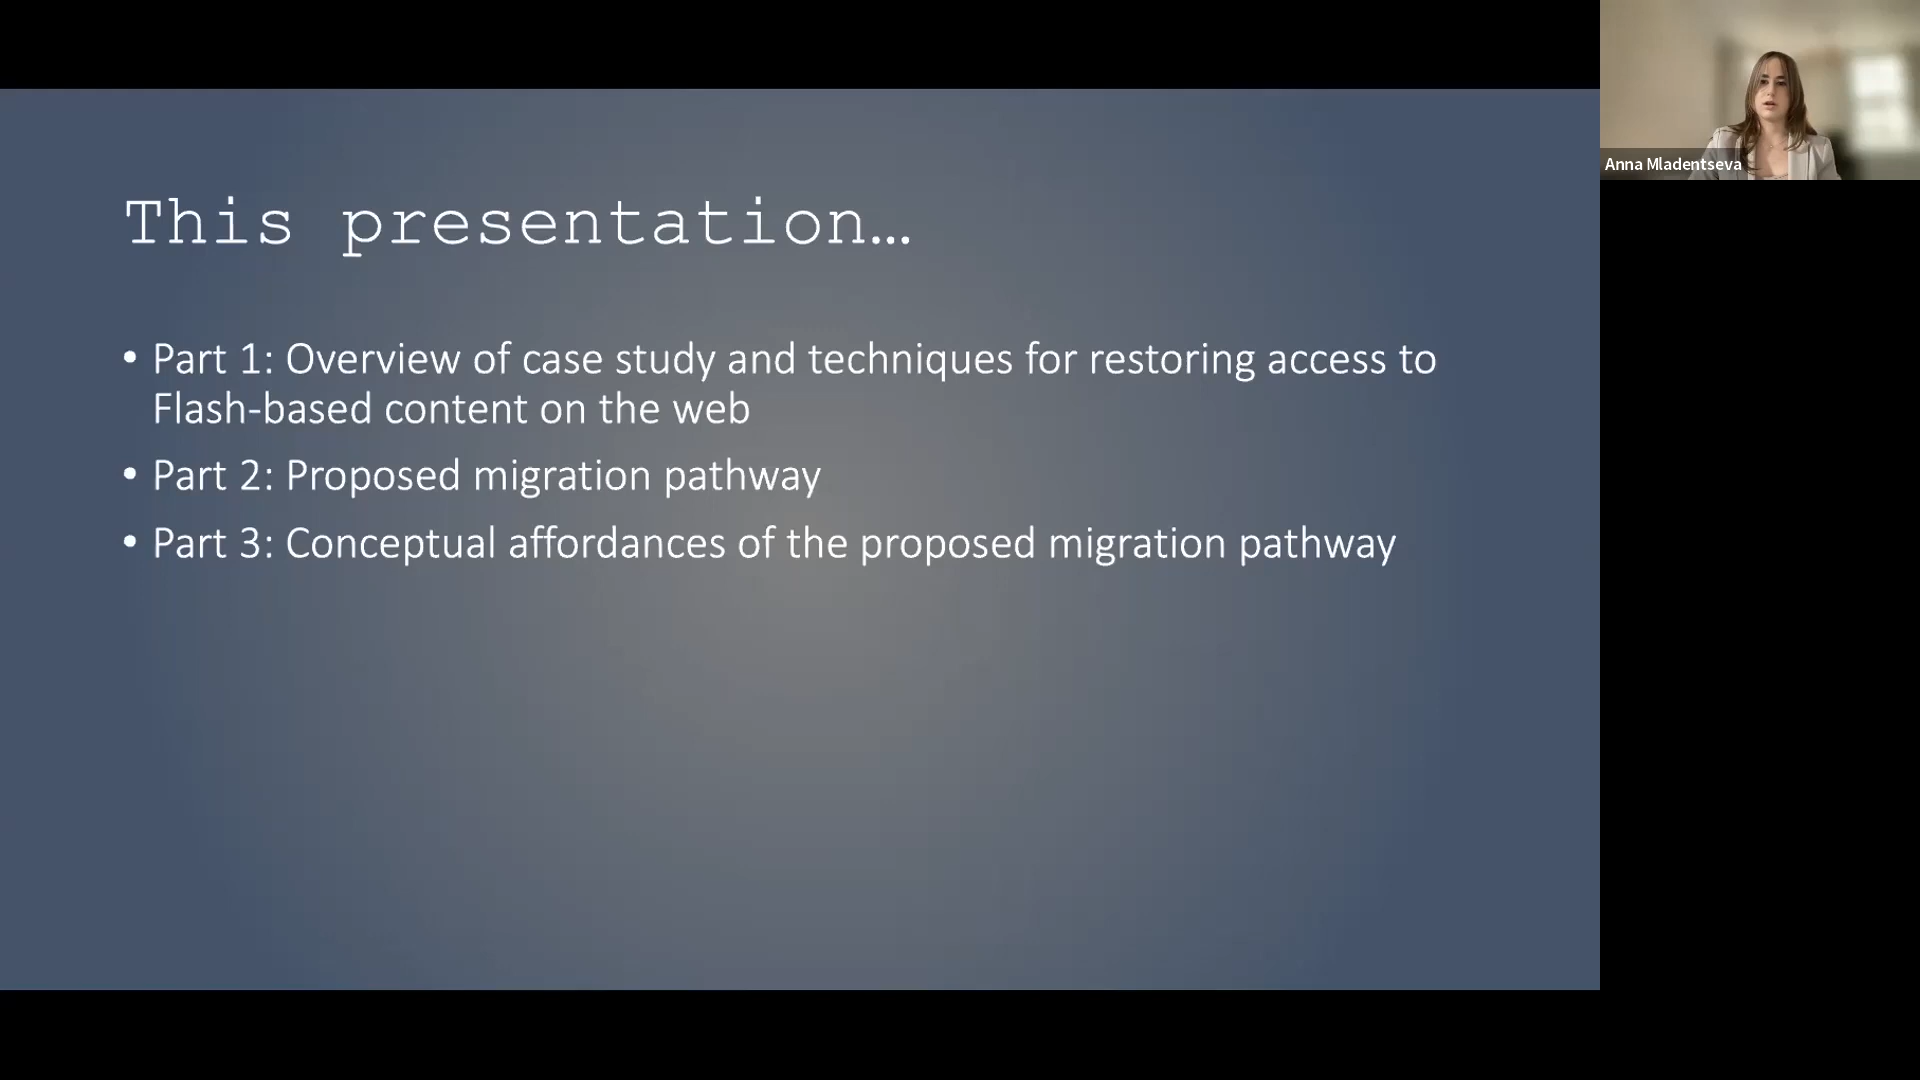 This presentation…
• Part 1: Overview of case study and techniques for restoring access to
Flash-based content on the web
• Part 2: Proposed migration pathway
• Part 3: Conceptual affordances of the proposed migration pathway
Anna Mladentseva